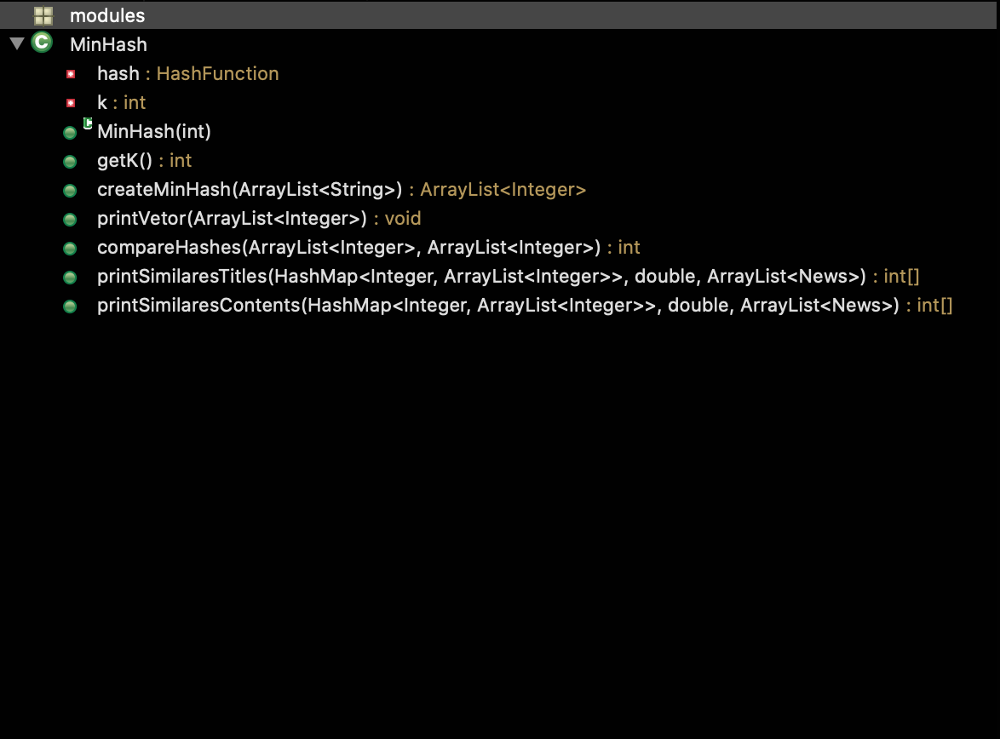 modules
C MinHash
hash : HashFunction
k : int
C MinHash(int)
getK() : int
createMinHash(ArrayList<String>) : ArrayList<Integer>
printVetor(ArrayList<Integer>) : void
compareHashes(ArrayList<Integer>, ArrayList<Integer>) : int
printSimilaresTitles(HashMap<Integer, ArrayList<Integer>>, double, ArrayList<News>) : int[]
printSimilaresContents(HashMap<Integer, ArrayList<Integer>>, double, ArrayList<News>) : int[]